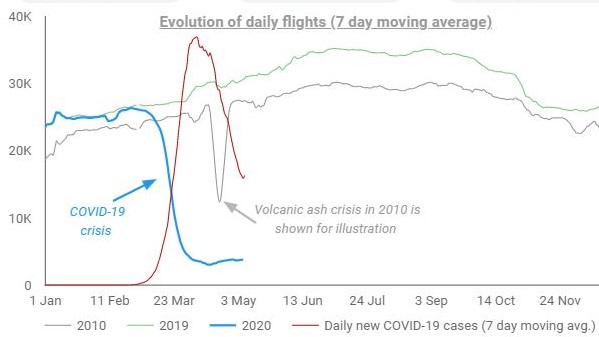 Evolution of daily flights (7 day moving average)
40K
30K
20K
10K
0
COVID-19
crisis
Volcanic ash crisis in 2010 is
shown for illustration
1 Jan 11 Feb 23 Mar 3 May 13 Jun 24 Jul 3 Sep 14 Oct 24 Nov
2010 2019 2020 Daily new COVID-19 cases (7 day moving avg.)